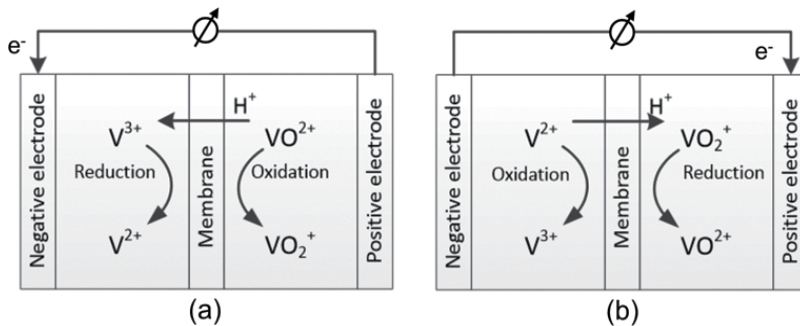 e⁻
Negative electrode
V³⁺
Reduction
V²⁺
Membrane
H⁺
VO²⁺
Oxidation
VO₂⁺
Positive electrode
(a)
e⁻
Negative electrode
V²⁺
Oxidation
V³⁺
Membrane
H⁺
VO₂⁺
Reduction
VO²⁺
Positive electrode
(b)